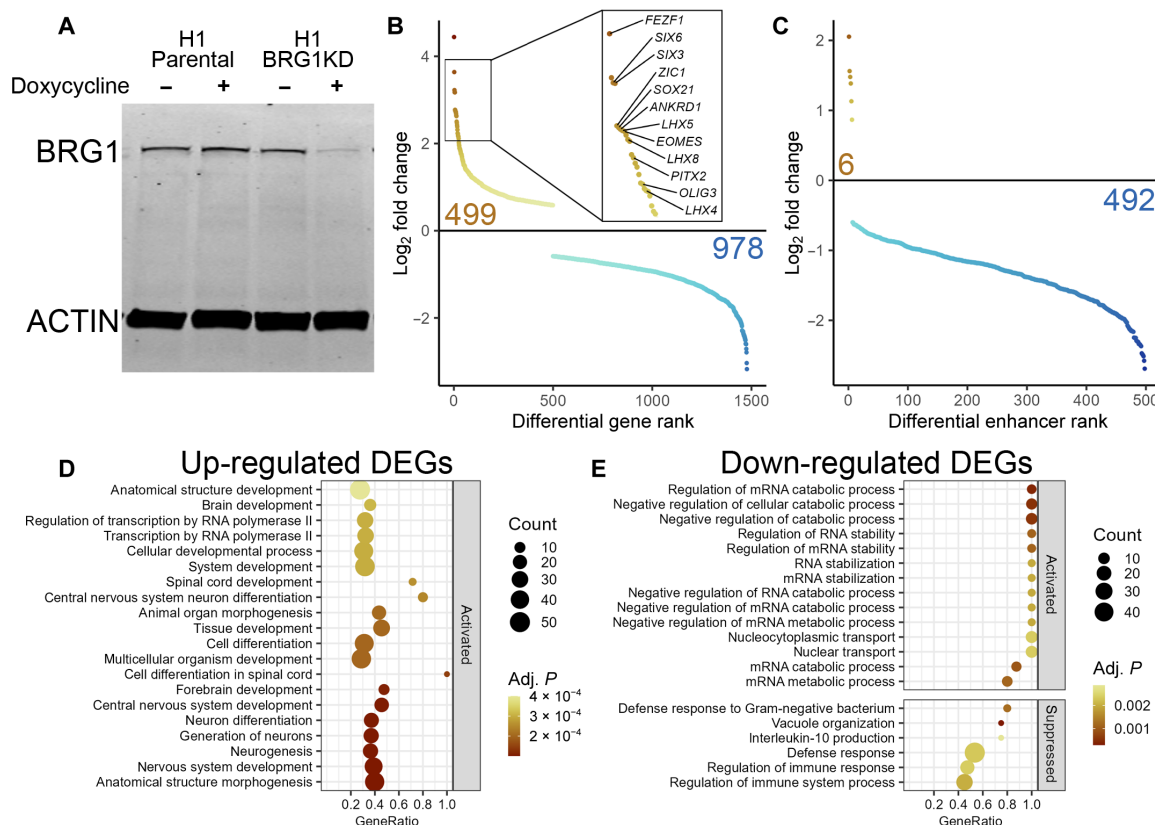 A
H1
Parental
H1
BRG1KD
Doxycycline
– + – +
BRG1
ACTIN
B
Log2 fold change
4
2
0
−2
499
978
FEZF1
SIX6
SIX3
ZIC1
SOX21
ANKRD1
LHX5
EOMES
LHX8
PITX2
OLIG3
LHX4
0 500 1000 1500
Differential gene rank
C
Log2 fold change
2
1
0
−1
−2
6
492
0 100 200 300 400 500
Differential enhancer rank
D
Up-regulated DEGs
Anatomical structure development
Brain development
Regulation of transcription by RNA polymerase II
Transcription by RNA polymerase II
Cellular developmental process
System development
Spinal cord development
Central nervous system neuron differentiation
Animal organ morphogenesis
Tissue development
Cell differentiation
Multicellular organism development
Cell differentiation in spinal cord
Forebrain development
Central nervous system development
Neuron differentiation
Generation of neurons
Neurogenesis
Nervous system development
Anatomical structure morphogenesis
Activated
0.2 0.4 0.6 0.8 1.0
GeneRatio
Count
10
20
30
40
50
Adj. P
4 × 10⁻⁴
2 × 10⁻⁴
E
Down-regulated DEGs
Regulation of mRNA catabolic process
Negative regulation of cellular catabolic process
Negative regulation of catabolic process
Regulation of RNA stability
Regulation of mRNA stability
RNA stabilization
mRNA stabilization
Negative regulation of RNA catabolic process
Negative regulation of mRNA catabolic process
Negative regulation of mRNA metabolic process
Nucleocytoplasmic transport
Nuclear transport
mRNA catabolic process
mRNA metabolic process
Activated
Defense response to Gram-negative bacterium
Vacuole organization
Interleukin-10 production
Defense response
Regulation of immune response
Regulation of immune system process
Suppressed
0.2 0.4 0.6 0.8 1.0
GeneRatio
Count
10
20
30
40
Adj. P
0.002
0.001